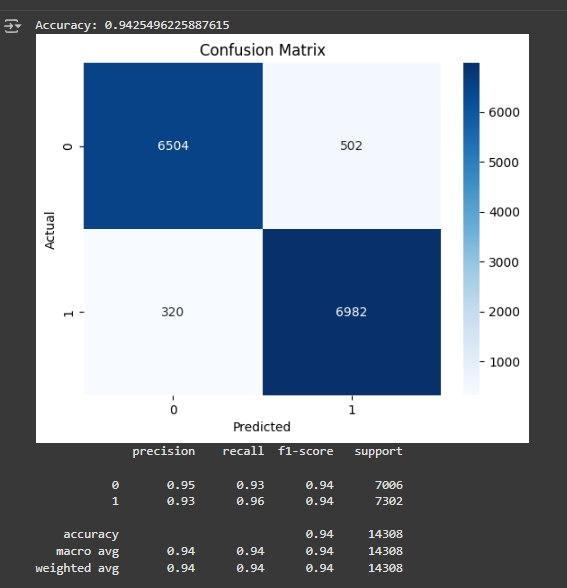 Accuracy: 0.9425496225887615
Confusion Matrix
6504 502
320 6982
0
1
Actual
0 1
Predicted
6000
5000
4000
3000
2000
1000
precision recall f1-score support
0 0.95 0.93 0.94 7006
1 0.93 0.96 0.94 7302
accuracy 0.94 14308
macro avg 0.94 0.94 0.94 14308
weighted avg 0.94 0.94 0.94 14308